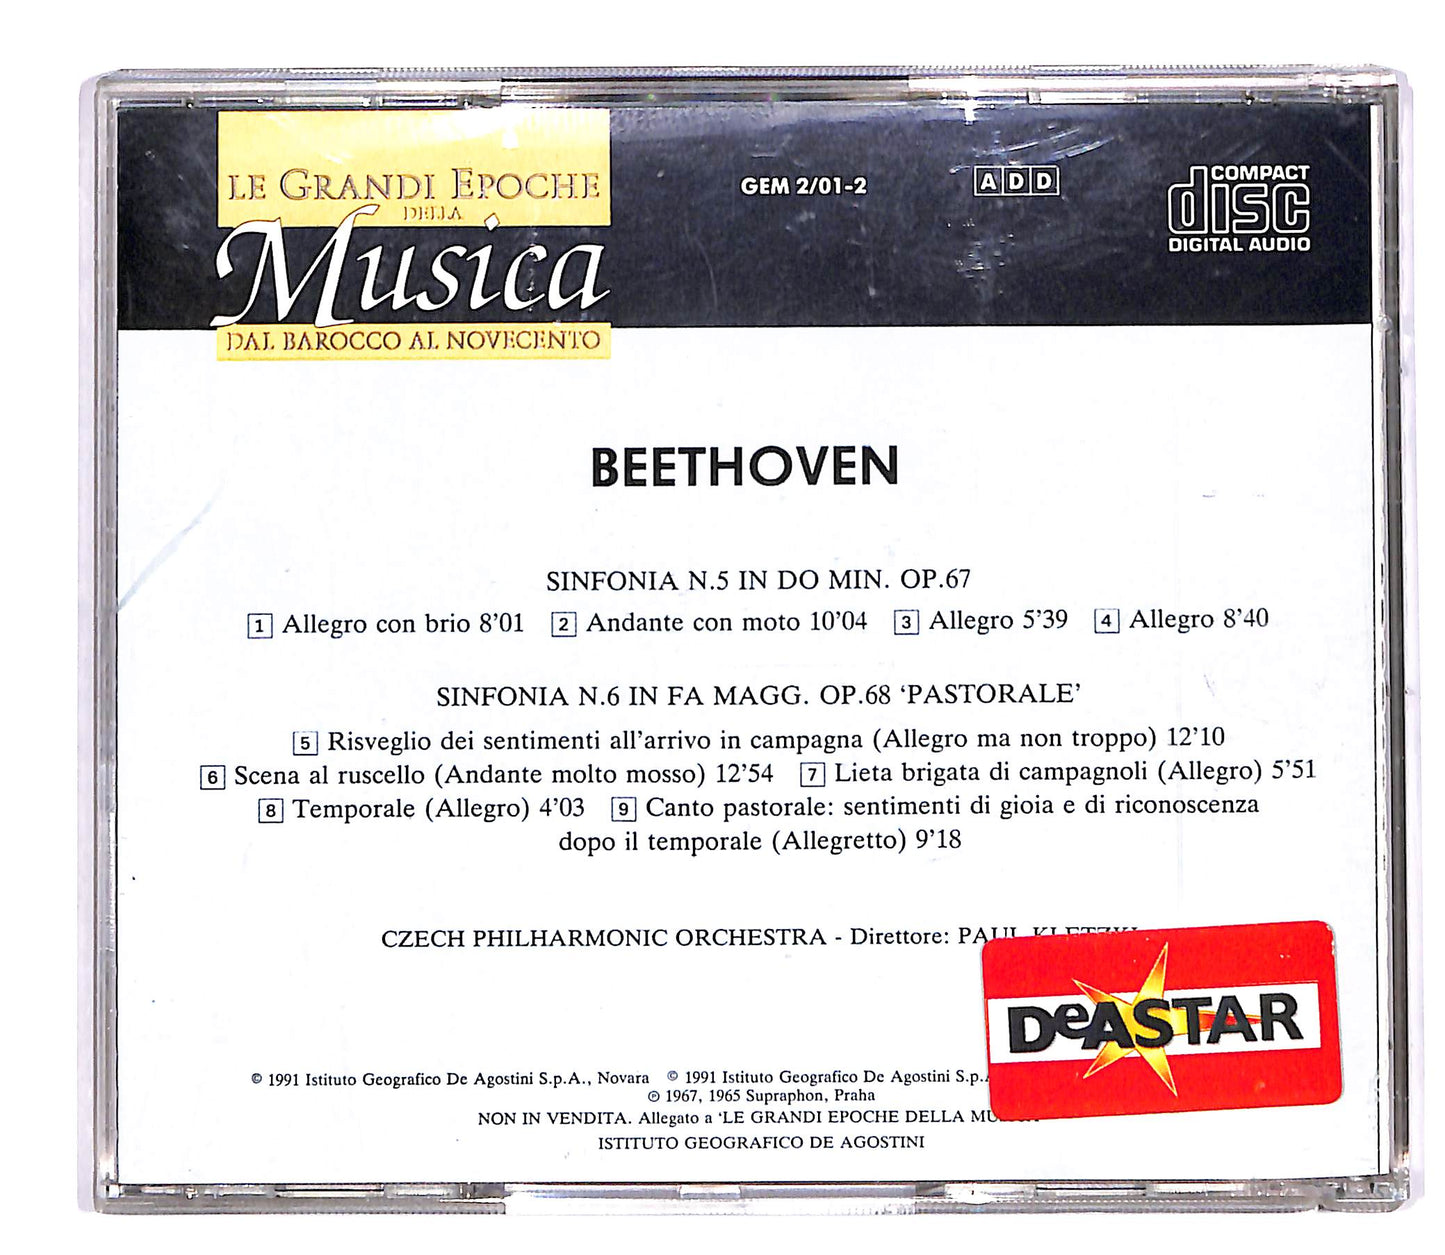 LE GRANDI EPOCHE
DELLA
Musica
DAL BAROCCO AL NOVECENTO
GEM 2/01-2
ADD
COMPACT
disc
DIGITAL AUDIO
BEETHOVEN
SINFONIA N.5 IN DO MIN. OP.67
1 Allegro con brio 8'01 2 Andante con moto 10'04 3 Allegro 5'39 4 Allegro 8'40
SINFONIA N.6 IN FA MAGG. OP.68 'PASTORALE'
5 Risveglio dei sentimenti all'arrivo in campagna (Allegro ma non troppo) 12'10
6 Scena al ruscello (Andante molto mosso) 12'54 7 Lieta brigata di campagnoli (Allegro) 5'51
8 Temporale (Allegro) 4'03 9 Canto pastorale: sentimenti di gioia e di riconoscenza
dopo il temporale (Allegretto) 9'18
CZECH PHILHARMONIC ORCHESTRA - Direttore: PAUL KLETZKI
DeASTAR
© 1991 Istituto Geografico De Agostini S.p.A., Novara © 1991 Istituto Geografico De Agostini S.p.A
℗ 1967, 1965 Supraphon, Praha
NON IN VENDITA. Allegato a 'LE GRANDI EPOCHE DELLA MUSICA'
ISTITUTO GEOGRAFICO DE AGOSTINI